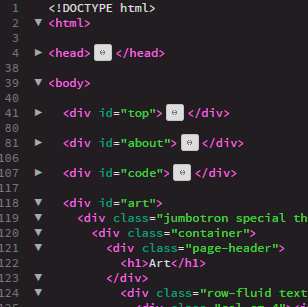 1 <!DOCTYPE html>
2 <html>
3
4 <head> </head>
38
39 <body>
40
41 <div id="top"> </div>
80
81 <div id="about"> </div>
106
107 <div id="code"> </div>
117
118 <div id="art">
119 <div class="jumbotron special th
120 <div class="container">
121 <div class="page-header">
122 <h1>Art</h1>
123 </div>
124 <div class="row-fluid text
125